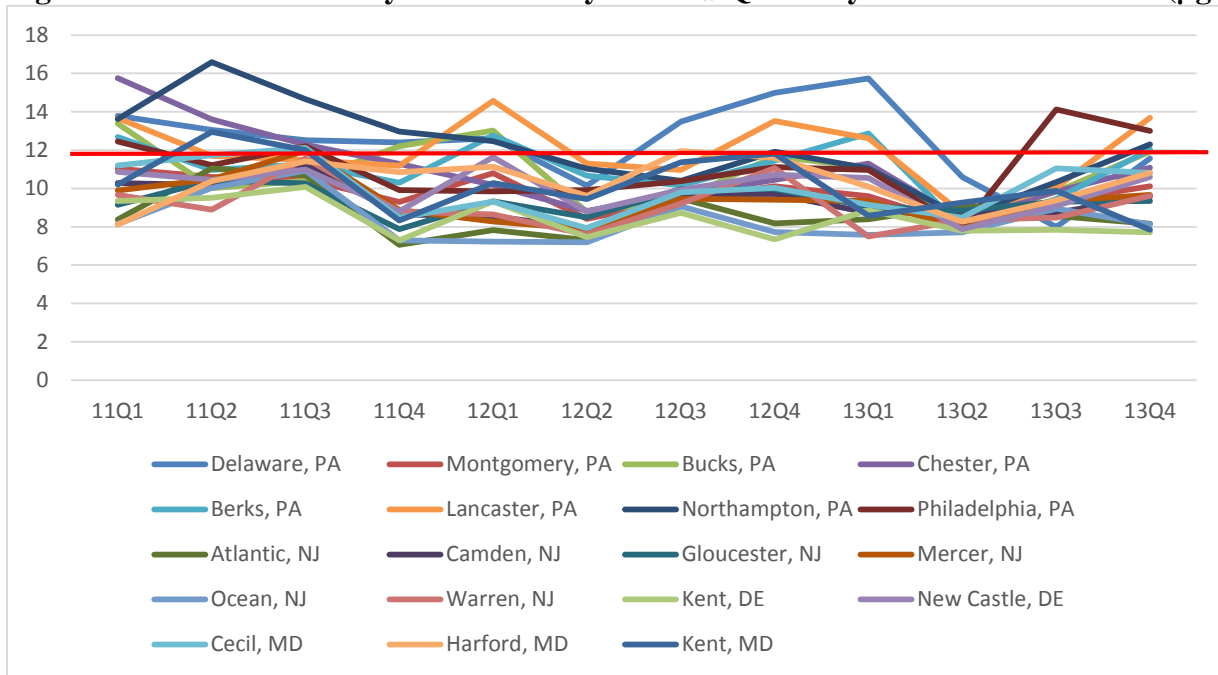 18
16
14
12
10
8
6
4
2
0
11Q1 11Q2 11Q3 11Q4 12Q1 12Q2 12Q3 12Q4 13Q1 13Q2 13Q3 13Q4
Delaware, PA Montgomery, PA Bucks, PA Chester, PA
Berks, PA Lancaster, PA Northampton, PA Philadelphia, PA
Atlantic, NJ Camden, NJ Gloucester, NJ Mercer, NJ
Ocean, NJ Warren, NJ Kent, DE New Castle, DE
Cecil, MD Harford, MD Kent, MD